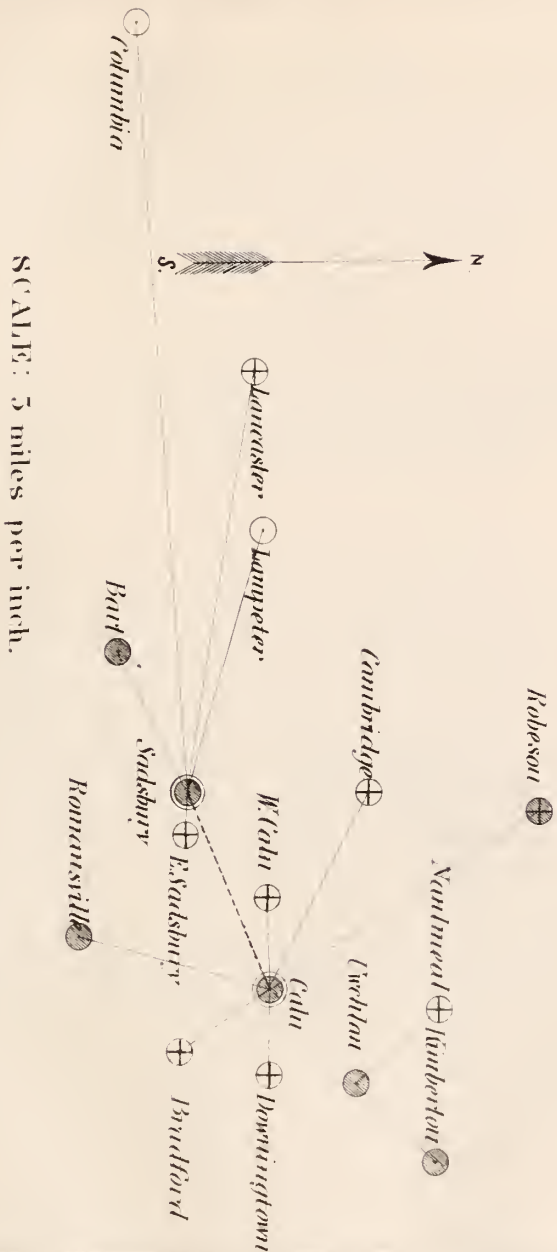 Columbia
N
S.
Lancaster
Lampeter
Bart
Sadsbury
E.Sadsbury
Romansville
W.Caln
Cambridge
Robeson
Nantmeal
Uwchlan
Kimberton
Caln
Downingtown
Bradford
SCALE: 5 miles per inch.